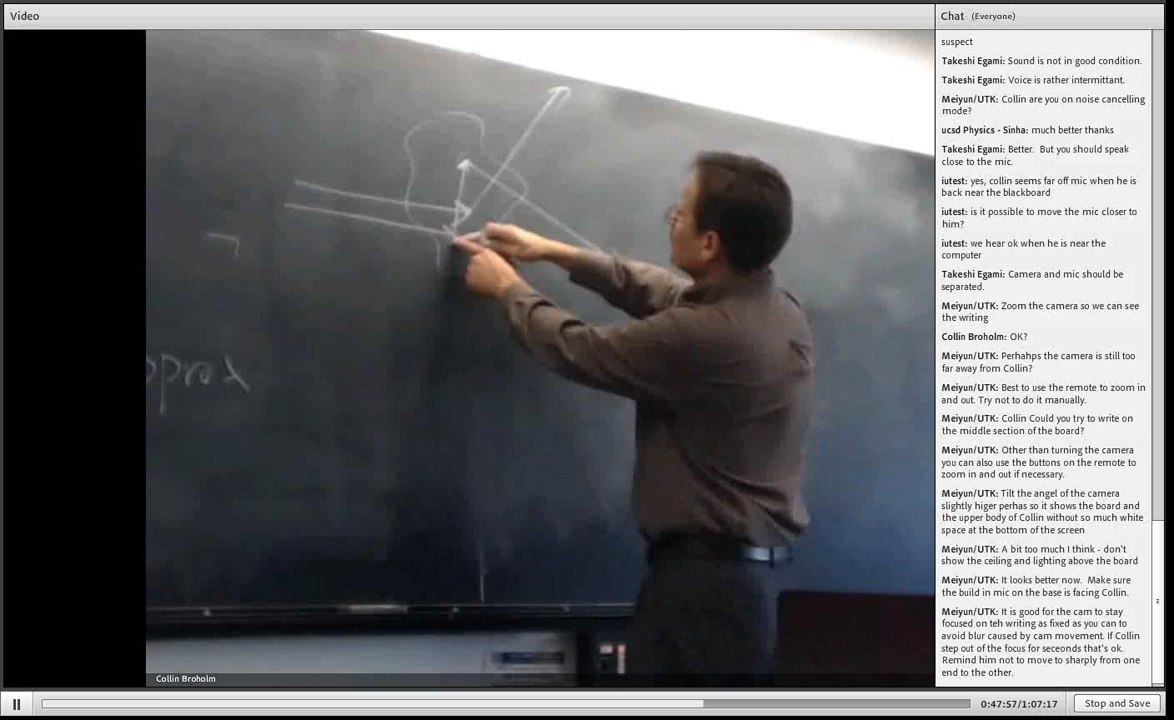 Video
Chat (Everyone)
suspect
Takeshi Egami: Sound is not in good condition.
Takeshi Egami: Voice is rather intermittant.
Meiyun/UTK: Collin are you on noise cancelling
mode?
ucsd Physics - Sinha: much better thanks
Takeshi Egami: Better. But you should speak
close to the mic.
iutest: yes, collin seems far off mic when he is
back near the blackboard
iutest: is it possible to move the mic closer to
him?
iutest: we hear ok when he is near the
computer
Takeshi Egami: Camera and mic should be
separated.
Meiyun/UTK: Zoom the camera so we can see
the writing
Collin Broholm: OK?
Meiyun/UTK: Perhahps the camera is still too
far away from Collin?
Meiyun/UTK: Best to use the remote to zoom in
and out. Try not to do it manually.
Meiyun/UTK: Collin Could you try to write on
the middle section of the board?
Meiyun/UTK: Other than turning the camera
you can also use the buttons on the remote to
zoom in and out if necessary.
Meiyun/UTK: Tilt the angel of the camera
slightly higer perhas so it shows the board and
the upper body of Collin without so much white
space at the bottom of the screen
Meiyun/UTK: A bit too much I think - don't
show the ceiling and lighting above the board
Meiyun/UTK: It looks better now. Make sure
the build in mic on the base is facing Collin.
Meiyun/UTK: It is good for the cam to stay
focused on teh writing as fixed as you can to
avoid blur caused by cam movement. If Collin
step out of the focus for seceonds that's ok.
Remind him not to move to sharply from one
end to the other.
pprox
Collin Broholm
0:47:57/1:07:17
Stop and Save